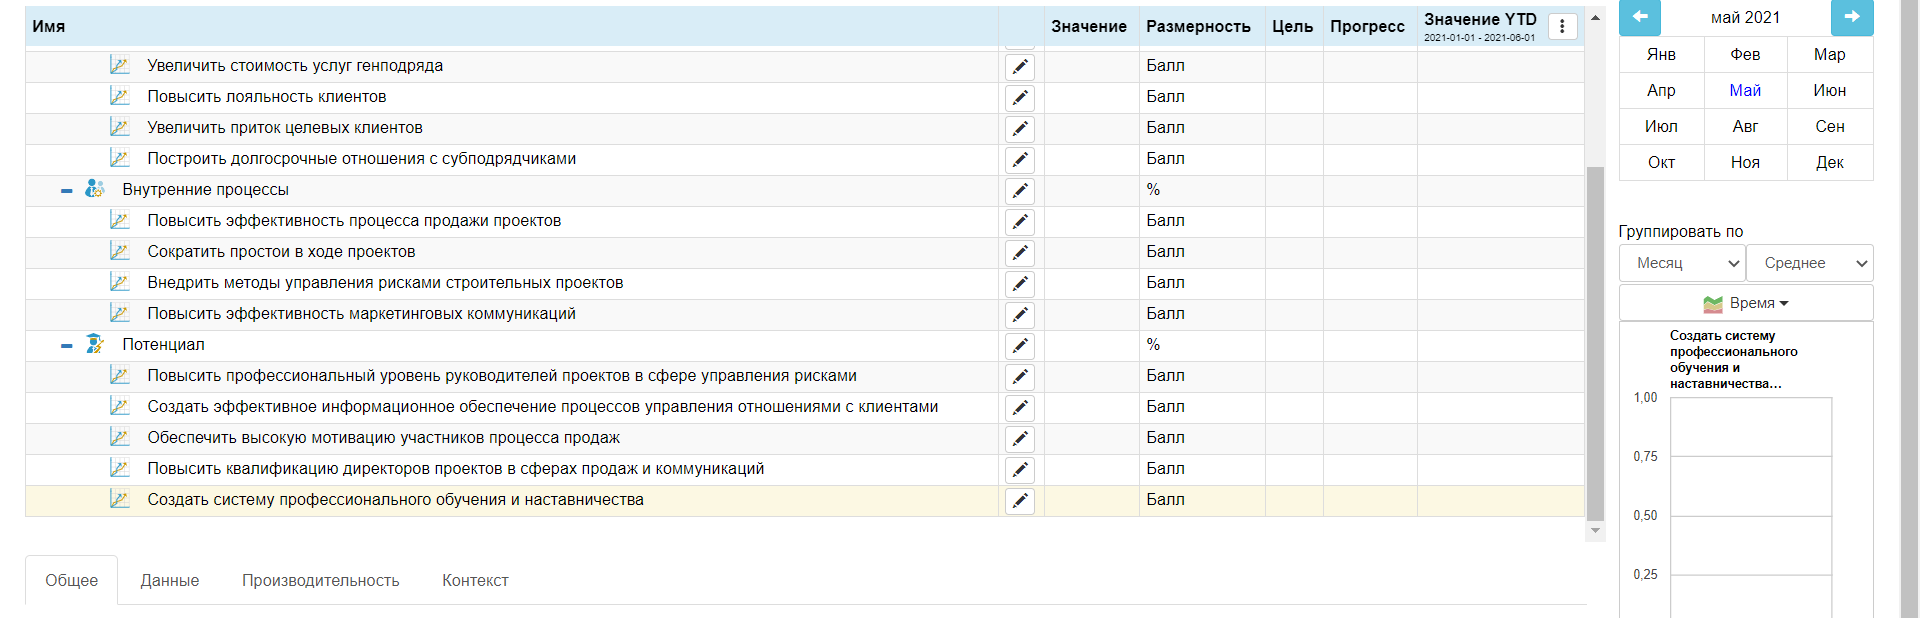 Имя Значение Размерность Цель Прогресс Значение YTD
2021-01-01 - 2021-06-01
Увеличить стоимость услуг генподряда Балл
Повысить лояльность клиентов Балл
Увеличить приток целевых клиентов Балл
Построить долгосрочные отношения с субподрядчиками Балл
Внутренние процессы %
Повысить эффективность процесса продажи проектов Балл
Сократить простои в ходе проектов Балл
Внедрить методы управления рисками строительных проектов Балл
Повысить эффективность маркетинговых коммуникаций Балл
Потенциал %
Повысить профессиональный уровень руководителей проектов в сфере управления рисками Балл
Создать эффективное информационное обеспечение процессов управления отношениями с клиентами Балл
Обеспечить высокую мотивацию участников процесса продаж Балл
Повысить квалификацию директоров проектов в сферах продаж и коммуникаций Балл
Создать систему профессионального обучения и наставничества Балл
Общее Данные Производительность Контекст
май 2021
Янв Фев Мар
Апр Май Июн
Июл Авг Сен
Окт Ноя Дек
Группировать по
Месяц Среднее
Время
Создать систему
профессионального
обучения и
наставничества...
1,00
0,75
0,50
0,25